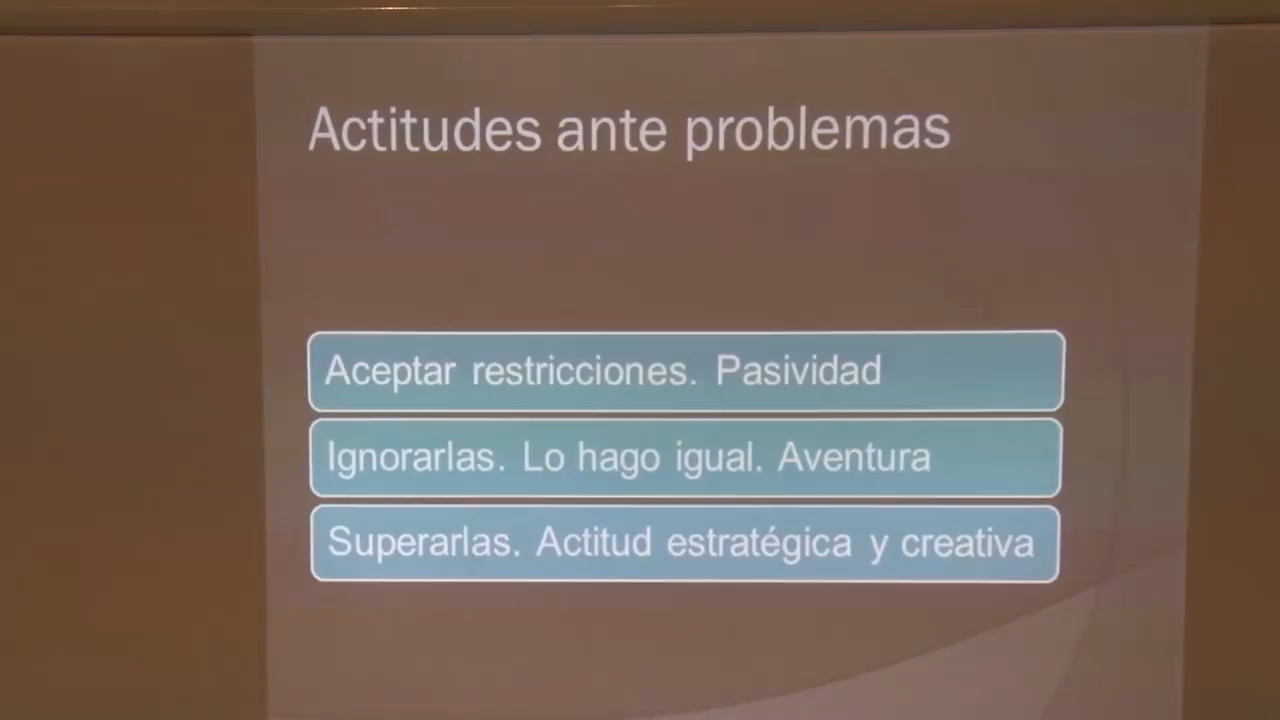 Actitudes ante problemas
Aceptar restricciones. Pasividad
Ignorarlas. Lo hago igual. Aventura
Superarlas. Actitud estratégica y creativa